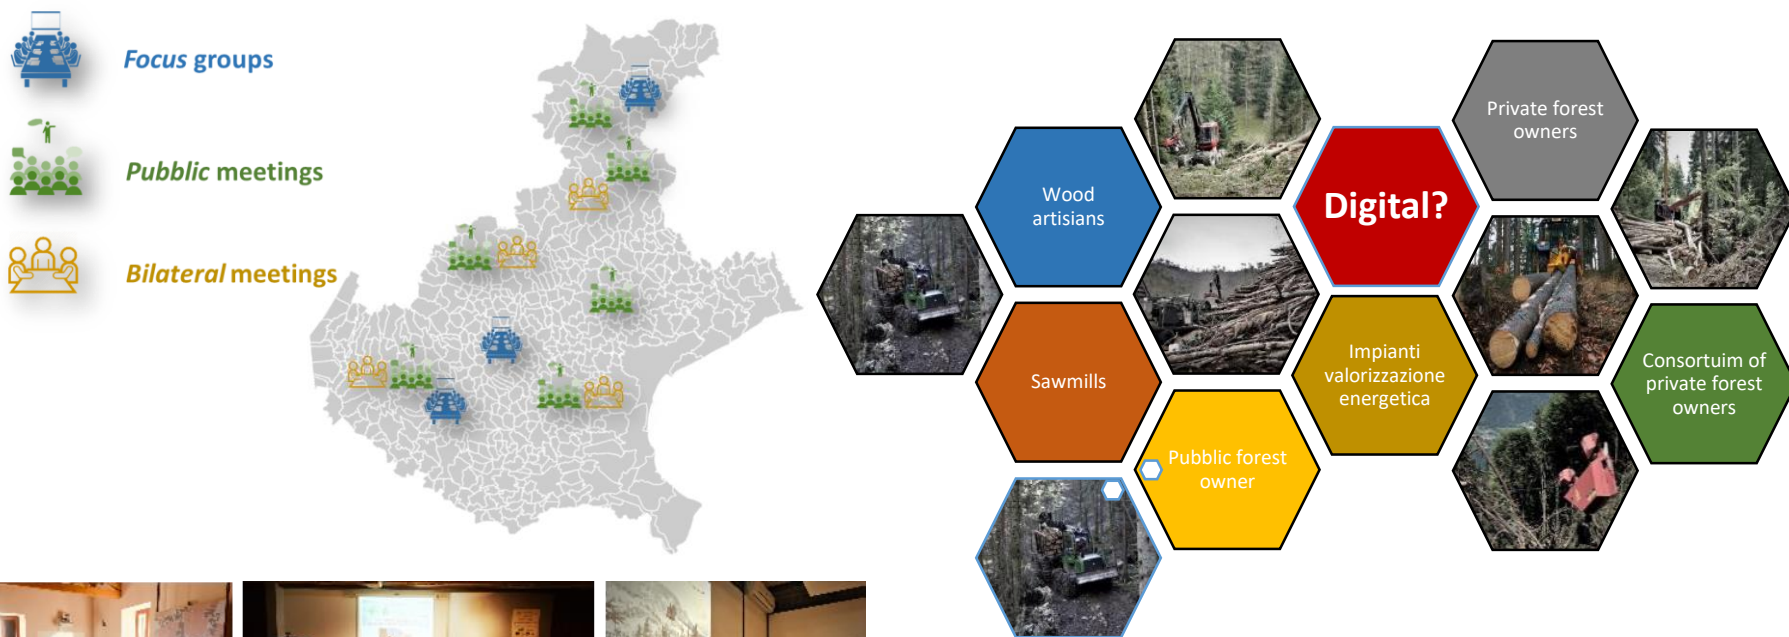 Focus groups
Pubblic meetings
Bilateral meetings
Private forest
owners
Wood
artisians
Digital?
Sawmills
Impianti
valorizzazione
energetica
Consortuim of
private forest
owners
Pubblic forest
owner